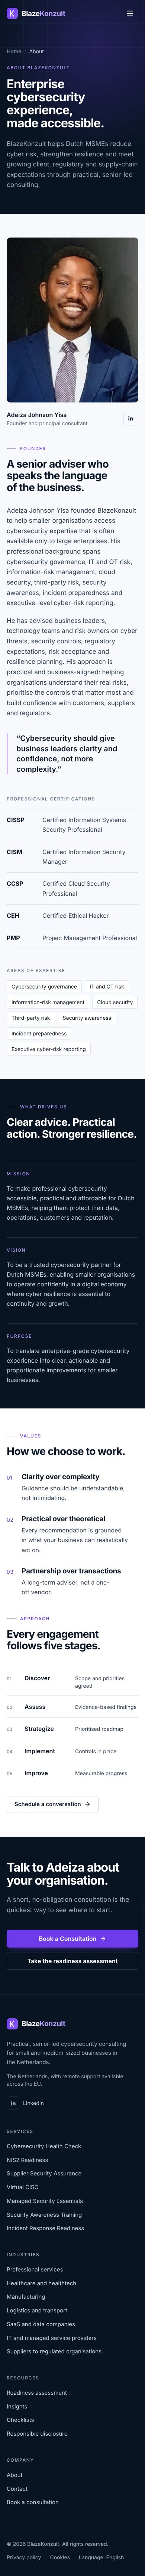 BlazeKonzult
Home / About
ABOUT BLAZEKONZULT
Enterprise
cybersecurity
experience,
made accessible.
BlazeKonzult helps Dutch MSMEs reduce
cyber risk, strengthen resilience and meet
growing client, regulatory and supply-chain
expectations through practical, senior-led
consulting.
Adeiza Johnson Yisa
Founder and principal consultant
in
FOUNDER
A senior adviser who
speaks the language
of the business.
Adeiza Johnson Yisa founded BlazeKonzult
to help smaller organisations access
cybersecurity expertise that is often
available only to large enterprises. His
professional background spans
cybersecurity governance, IT and OT risk,
information-risk management, cloud
security, third-party risk, security
awareness, incident preparedness and
executive-level cyber-risk reporting.
He has advised business leaders,
technology teams and risk owners on cyber
threats, security controls, regulatory
expectations, risk acceptance and
resilience planning. His approach is
practical and business-aligned: helping
organisations understand their real risks,
prioritise the controls that matter most and
build confidence with customers, suppliers
and regulators.
“Cybersecurity should give
business leaders clarity and
confidence, not more
complexity.”
PROFESSIONAL CERTIFICATIONS
CISSP Certified Information Systems
Security Professional
CISM Certified Information Security
Manager
CCSP Certified Cloud Security
Professional
CEH Certified Ethical Hacker
PMP Project Management Professional
AREAS OF EXPERTISE
Cybersecurity governance IT and OT risk
Information-risk management Cloud security
Third-party risk Security awareness
Incident preparedness
Executive cyber-risk reporting
WHAT DRIVES US
Clear advice. Practical
action. Stronger resilience.
MISSION
To make professional cybersecurity
accessible, practical and affordable for Dutch
MSMEs, helping them protect their data,
operations, customers and reputation.
VISION
To be a trusted cybersecurity partner for
Dutch MSMEs, enabling smaller organisations
to operate confidently in a digital economy
where cyber resilience is essential to
continuity and growth.
PURPOSE
To translate enterprise-grade cybersecurity
experience into clear, actionable and
proportionate improvements for smaller
businesses.
VALUES
How we choose to work.
01 Clarity over complexity
Guidance should be understandable,
not intimidating.
02 Practical over theoretical
Every recommendation is grounded
in what your business can realistically
act on.
03 Partnership over transactions
A long-term adviser, not a one-
off vendor.
APPROACH
Every engagement
follows five stages.
01 Discover Scope and priorities
agreed
02 Assess Evidence-based findings
03 Strategize Prioritised roadmap
04 Implement Controls in place
05 Improve Measurable progress
Schedule a conversation →
Talk to Adeiza about
your organisation.
A short, no-obligation consultation is the
quickest way to see where to start.
Book a Consultation →
Take the readiness assessment
BlazeKonzult
Practical, senior-led cybersecurity consulting
for small and medium-sized businesses in
the Netherlands.
The Netherlands, with remote support available
across the EU.
in LinkedIn
SERVICES
Cybersecurity Health Check
NIS2 Readiness
Supplier Security Assurance
Virtual CISO
Managed Security Essentials
Security Awareness Training
Incident Response Readiness
INDUSTRIES
Professional services
Healthcare and healthtech
Manufacturing
Logistics and transport
SaaS and data companies
IT and managed service providers
Suppliers to regulated organisations
RESOURCES
Readiness assessment
Insights
Checklists
Responsible disclosure
COMPANY
About
Contact
Book a consultation
© 2026 BlazeKonzult. All rights reserved.
Privacy policy Cookies Language: English